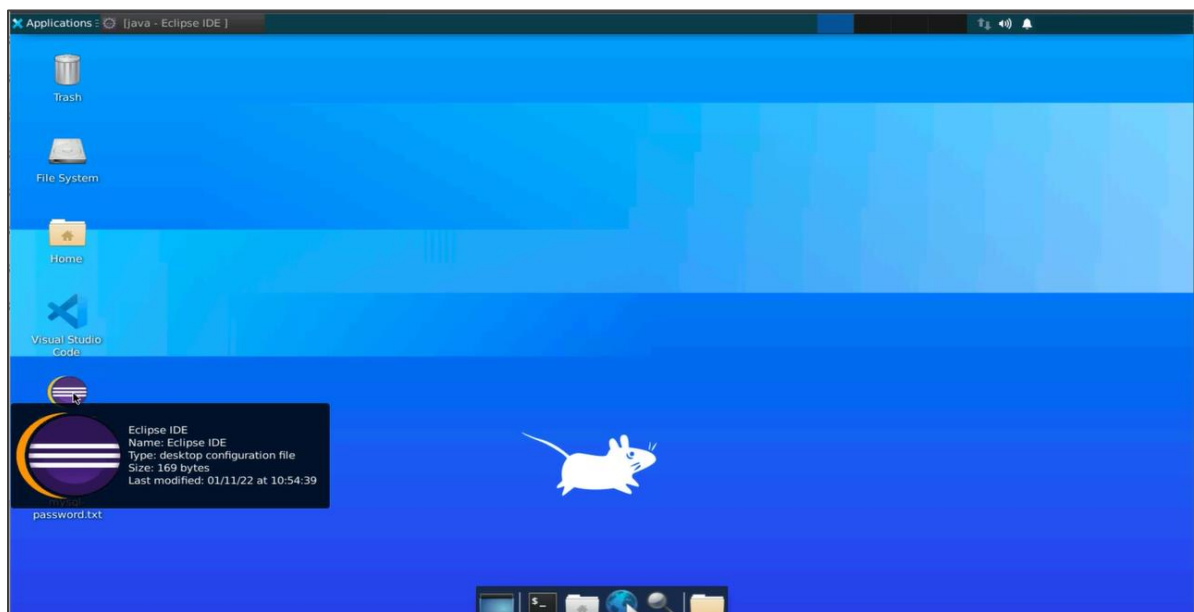 Applications
[java - Eclipse IDE ]
Trash
File System
Home
Visual Studio
Code
Eclipse IDE
Name: Eclipse IDE
Type: desktop configuration file
Size: 169 bytes
Last modified: 01/11/22 at 10:54:39
mysql
password.txt
$_